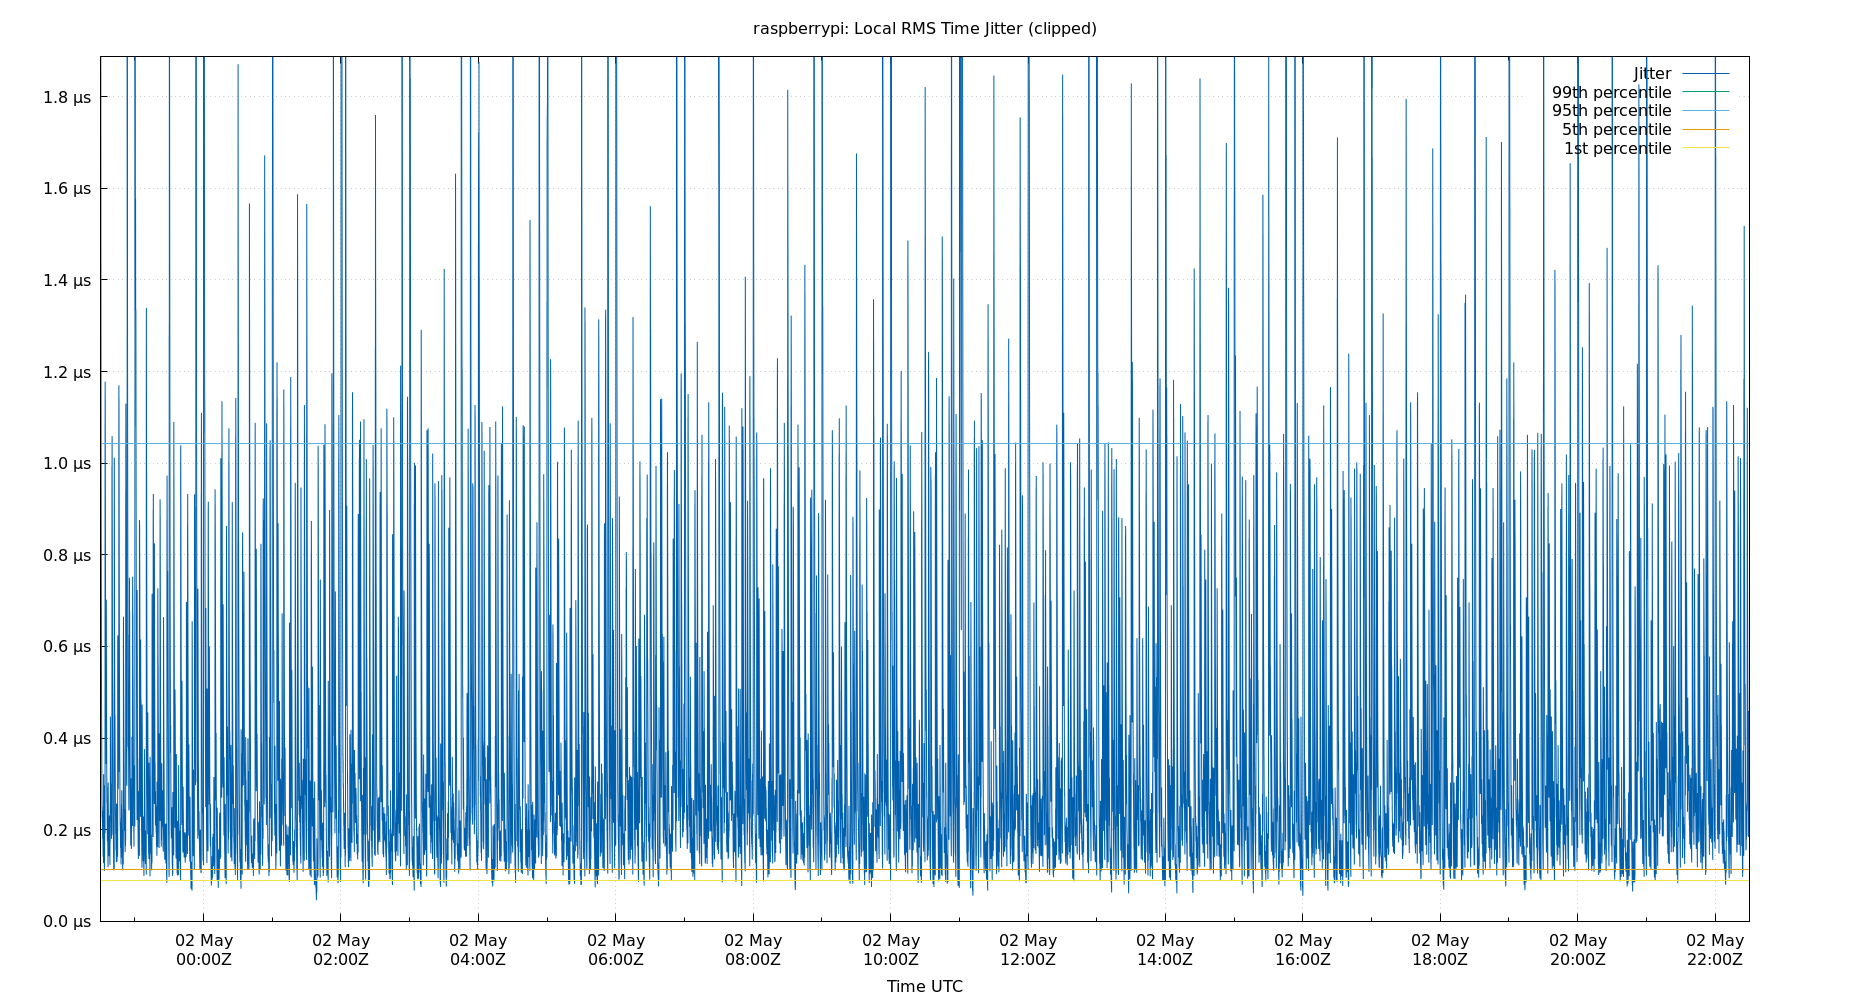 raspberrypi: Local RMS Time Jitter (clipped)
Jitter
99th percentile
95th percentile
5th percentile
1st percentile
1.8 µs
1.6 µs
1.4 µs
1.2 µs
1.0 µs
0.8 µs
0.6 µs
0.4 µs
0.2 µs
0.0 µs
02 May 02 May 02 May 02 May 02 May 02 May 02 May 02 May 02 May 02 May 02 May 02 May
00:00Z 02:00Z 04:00Z 06:00Z 08:00Z 10:00Z 12:00Z 14:00Z 16:00Z 18:00Z 20:00Z 22:00Z
Time UTC